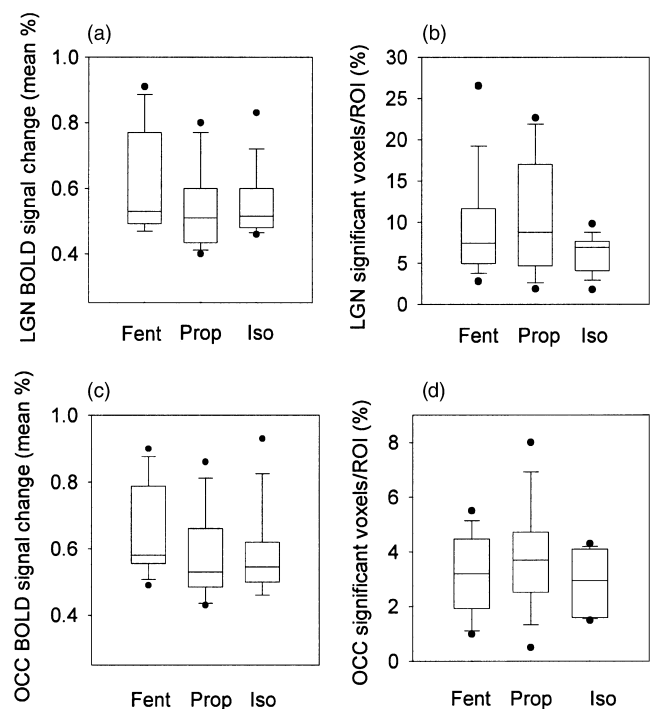 (a)
LGN BOLD signal change (mean %)
1.0
0.8
0.6
0.4
Fent Prop Iso
(b)
LGN significant voxels/ROI (%)
30
25
20
15
10
5
0
Fent Prop Iso
(c)
OCC BOLD signal change (mean %)
1.0
0.8
0.6
0.4
Fent Prop Iso
(d)
OCC significant voxels/ROI (%)
8
6
4
2
0
Fent Prop Iso